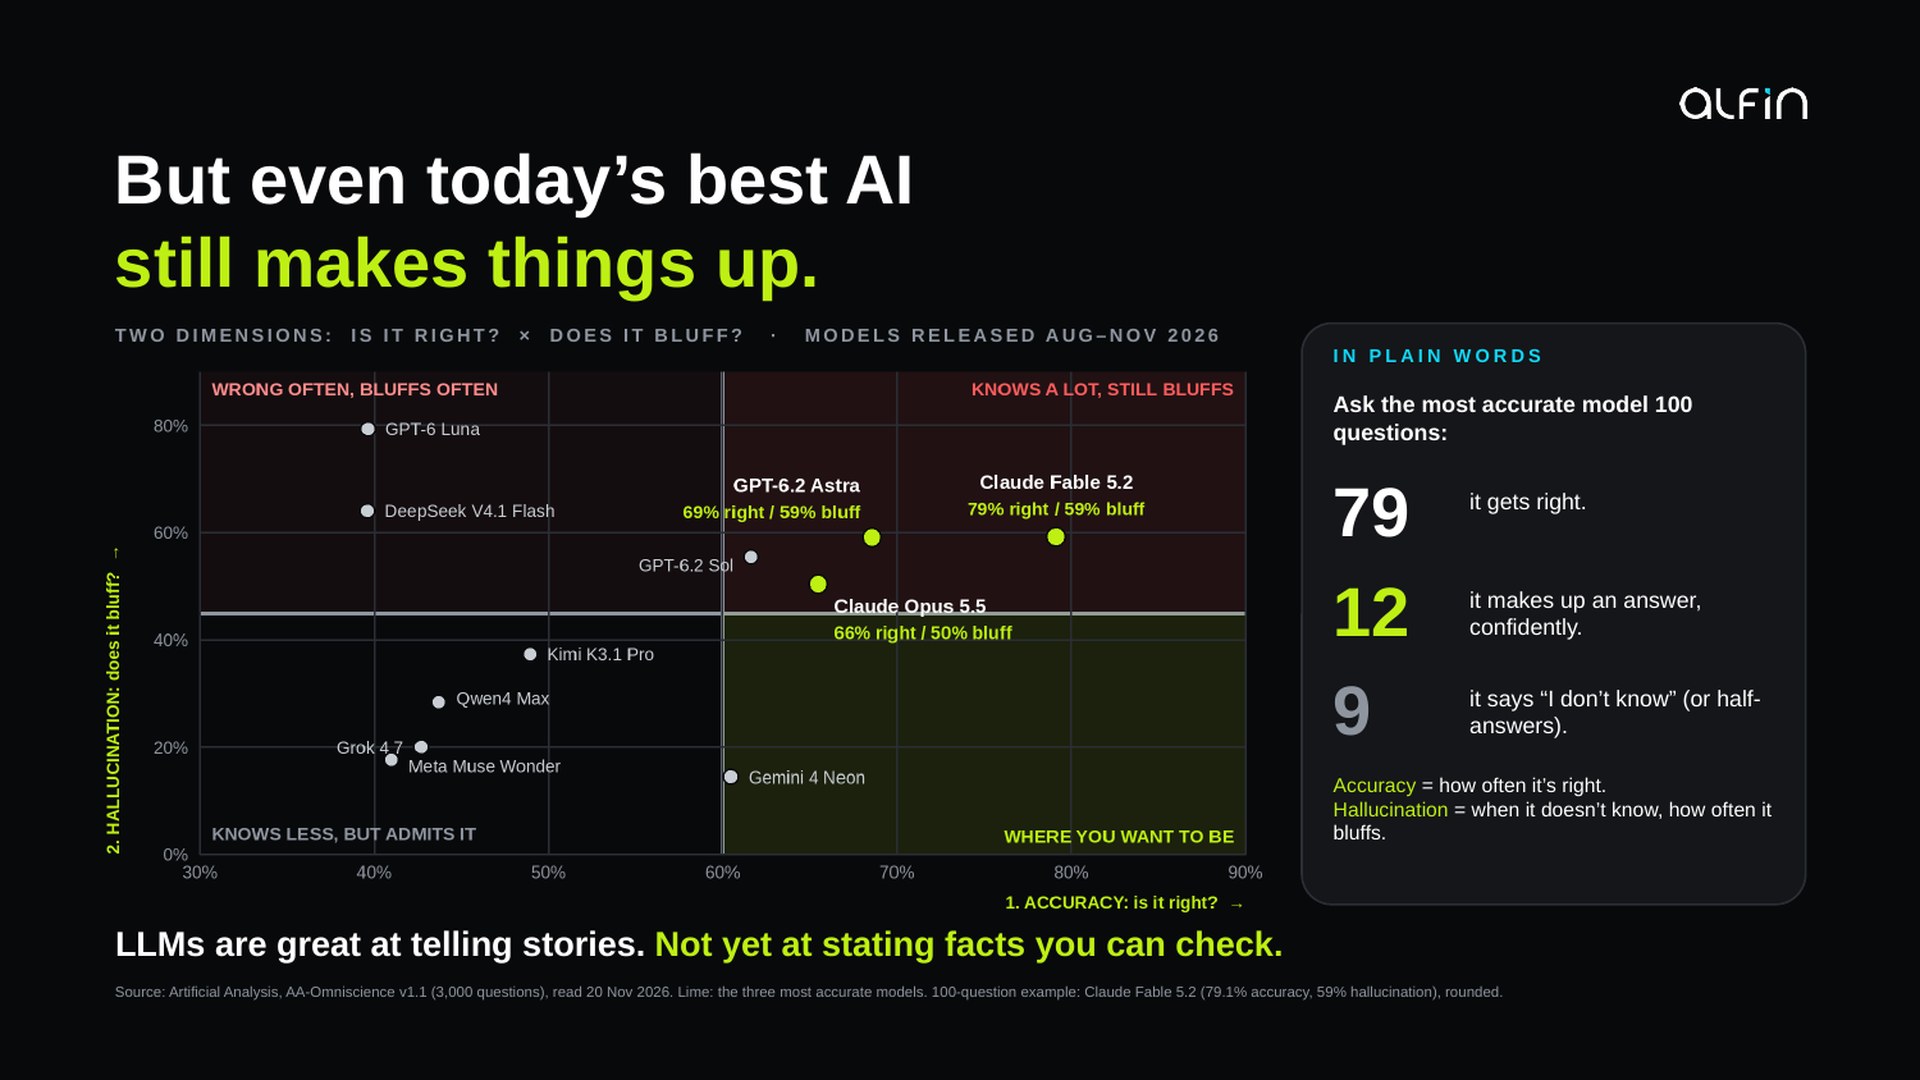 alfin
But even today’s best AI
still makes things up.
TWO DIMENSIONS: IS IT RIGHT? × DOES IT BLUFF? · MODELS RELEASED AUG–NOV 2026
WRONG OFTEN, BLUFFS OFTEN
KNOWS A LOT, STILL BLUFFS
80%
GPT-6 Luna
GPT-6.2 Astra
69% right / 59% bluff
Claude Fable 5.2
79% right / 59% bluff
DeepSeek V4.1 Flash
60%
GPT-6.2 Sol
Claude Opus 5.5
66% right / 50% bluff
40%
Kimi K3.1 Pro
Qwen4 Max
20%
Grok 4 7
Meta Muse Wonder
Gemini 4 Neon
KNOWS LESS, BUT ADMITS IT
WHERE YOU WANT TO BE
0%
30%
40%
50%
60%
70%
80%
90%
2. HALLUCINATION: does it bluff? →
1. ACCURACY: is it right? →
IN PLAIN WORDS
Ask the most accurate model 100
questions:
79
it gets right.
12
it makes up an answer,
confidently.
9
it says “I don’t know” (or half-
answers).
Accuracy = how often it’s right.
Hallucination = when it doesn’t know, how often it
bluffs.
LLMs are great at telling stories. Not yet at stating facts you can check.
Source: Artificial Analysis, AA-Omniscience v1.1 (3,000 questions), read 20 Nov 2026. Lime: the three most accurate models. 100-question example: Claude Fable 5.2 (79.1% accuracy, 59% hallucination), rounded.